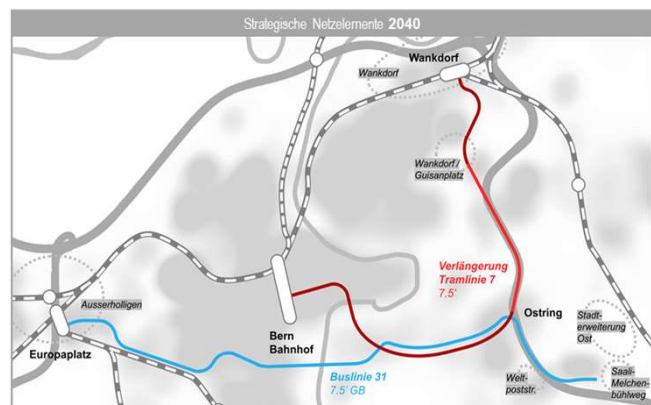 Strategische Netzelemente 2040
Wankdorf
Wankdorf
Wankdorf /
Guisanplatz
Verlängerung
Tramlinie 7
7.5'
Ausserholligen
Ostring
Stadt-
erweiterung
Ost
Europaplatz
Bern
Bahnhof
Buslinie 31
7.5' GB
Welt-
poststr.
Saali-
Melchen-
bühlweg